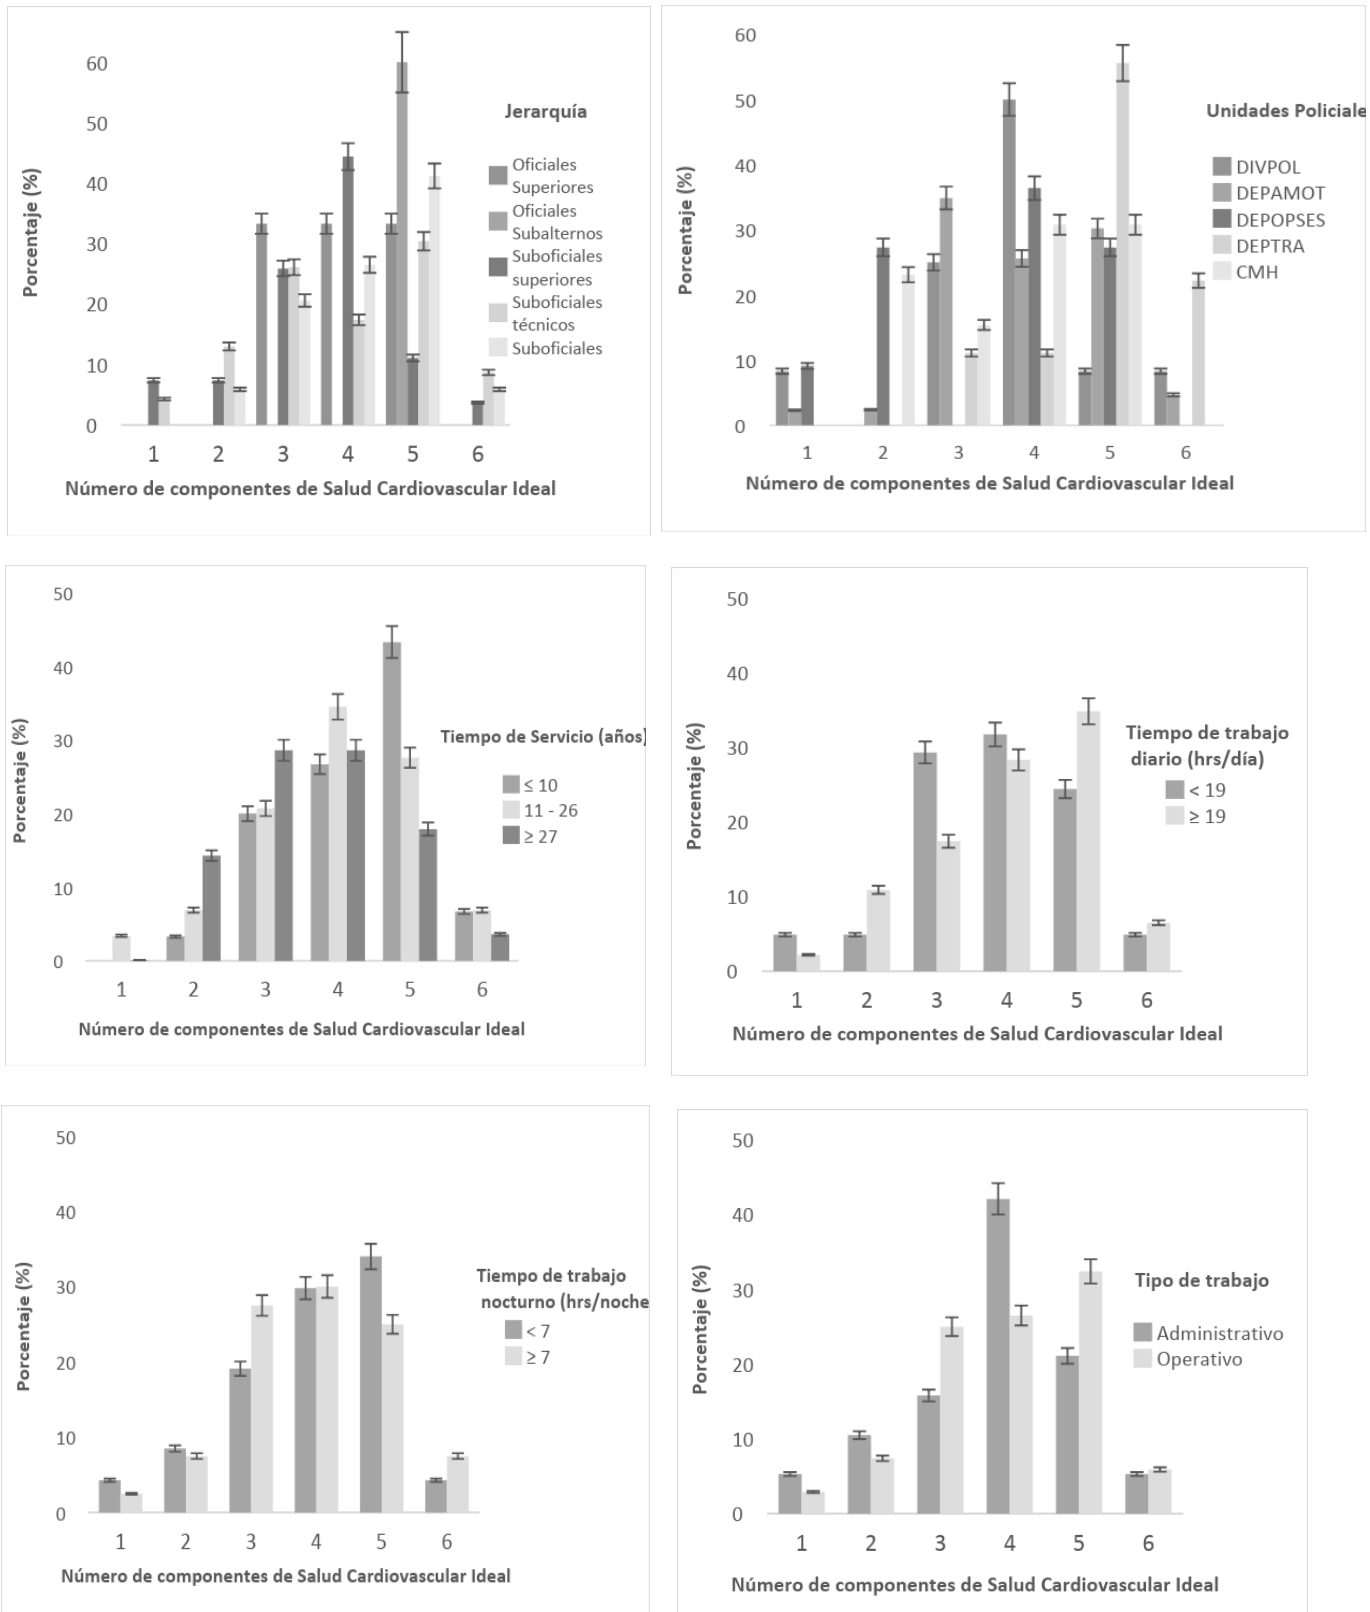 60
50
40
30
20
10
0
Porcentaje (%)
1 2 3 4 5 6
Número de componentes de Salud Cardiovascular Ideal
Jerarquía
Oficiales
Superiores
Oficiales
Subalternos
Suboficiales
superiores
Suboficiales
técnicos
Suboficiales
60
50
40
30
20
10
0
Porcentaje (%)
1 2 3 4 5 6
Número de componentes de Salud Cardiovascular Ideal
Unidades Policiale
DIVPOL
DEPAMOT
DEPOPSES
DEPTRA
CMH
50
40
30
20
10
0
Porcentaje (%)
1 2 3 4 5 6
Número de componentes de Salud Cardiovascular Ideal
Tiempo de Servicio (años)
≤ 10
11 - 26
≥ 27
50
40
30
20
10
0
Porcentaje (%)
1 2 3 4 5 6
Número de componentes de Salud Cardiovascular Ideal
Tiempo de trabajo
diario (hrs/día)
< 19
≥ 19
50
40
30
20
10
0
Porcentaje (%)
1 2 3 4 5 6
Número de componentes de Salud Cardiovascular Ideal
Tiempo de trabajo
nocturno (hrs/noche
< 7
≥ 7
50
40
30
20
10
0
Porcentaje (%)
1 2 3 4 5 6
Número de componentes de Salud Cardiovascular Ideal
Tipo de trabajo
Administrativo
Operativo